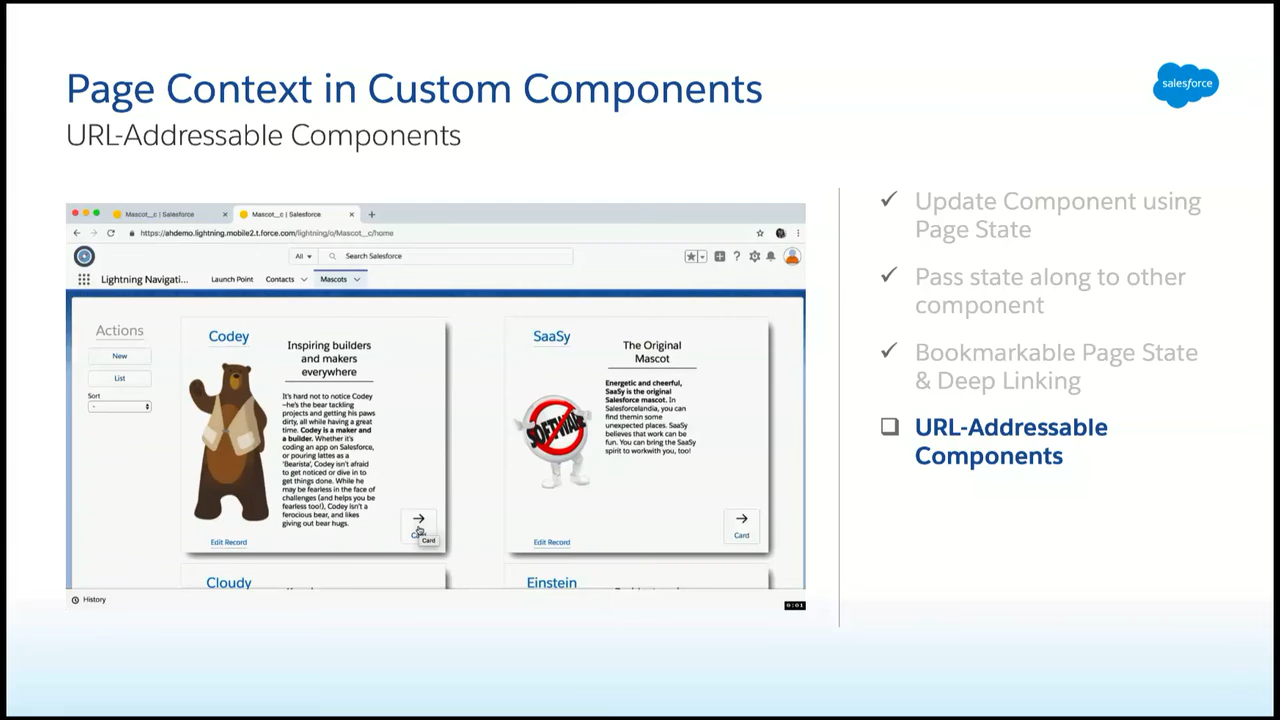 Page Context in Custom Components
URL-Addressable Components
salesforce
Mascot__c | Salesforce
Mascot__c | Salesforce
https://ahdemo.lightning.mobile2.t.force.com/lightning/o/Mascot__c/home
All
Search Salesforce
Lightning Navigati...
Launch Point
Contacts
Mascots
Actions
New
List
Sort
-
Codey
Inspiring builders
and makers
everywhere
It's hard not to notice Codey
–he's the bear tackling
projects and getting his paws
dirty, all while having a great
time. Codey is a maker and
a builder. Whether it's
coding an app on Salesforce,
or pouring lattes as a
'Bearista', Codey isn't afraid
to get noticed or dive in to
get things done. While he
may be fearless in the face of
challenges (and helps you be
fearless too!), Codey isn't a
ferocious bear, and likes
giving out bear hugs.
Edit Record
Card
SaaSy
The Original
Mascot
SOFTWARE
Energetic and cheerful,
SaaSy is the original
Salesforce mascot. In
Salesforcelandia, you can
find themin some
unexpected places. SaaSy
believes that work can be
fun. You can bring the SaaSy
spirit to workwith you, too!
Edit Record
Card
Cloudy
Einstein
History
0:01
Update Component using
Page State
Pass state along to other
component
Bookmarkable Page State
& Deep Linking
URL-Addressable
Components